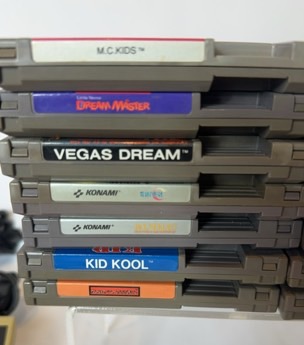 M.C. KIDS™
Little Nemo
DREAM MASTER
VEGAS DREAM™
KONAMI®
KONAMI®
KID KOOL™